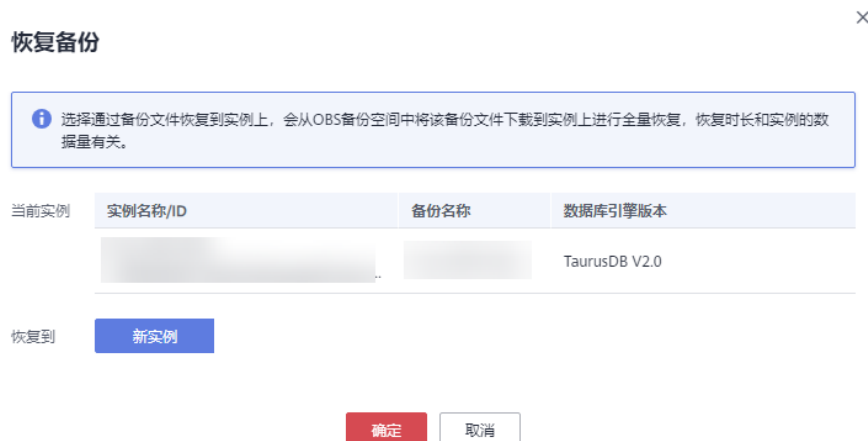 恢复备份
选择通过备份文件恢复到实例上，会从OBS备份空间中将该备份文件下载到实例上进行全量恢复，恢复时长和实例的数
据量有关。
当前实例 实例名称/ID 备份名称 数据库引擎版本
.. TaurusDB V2.0
恢复到 新实例
确定 取消